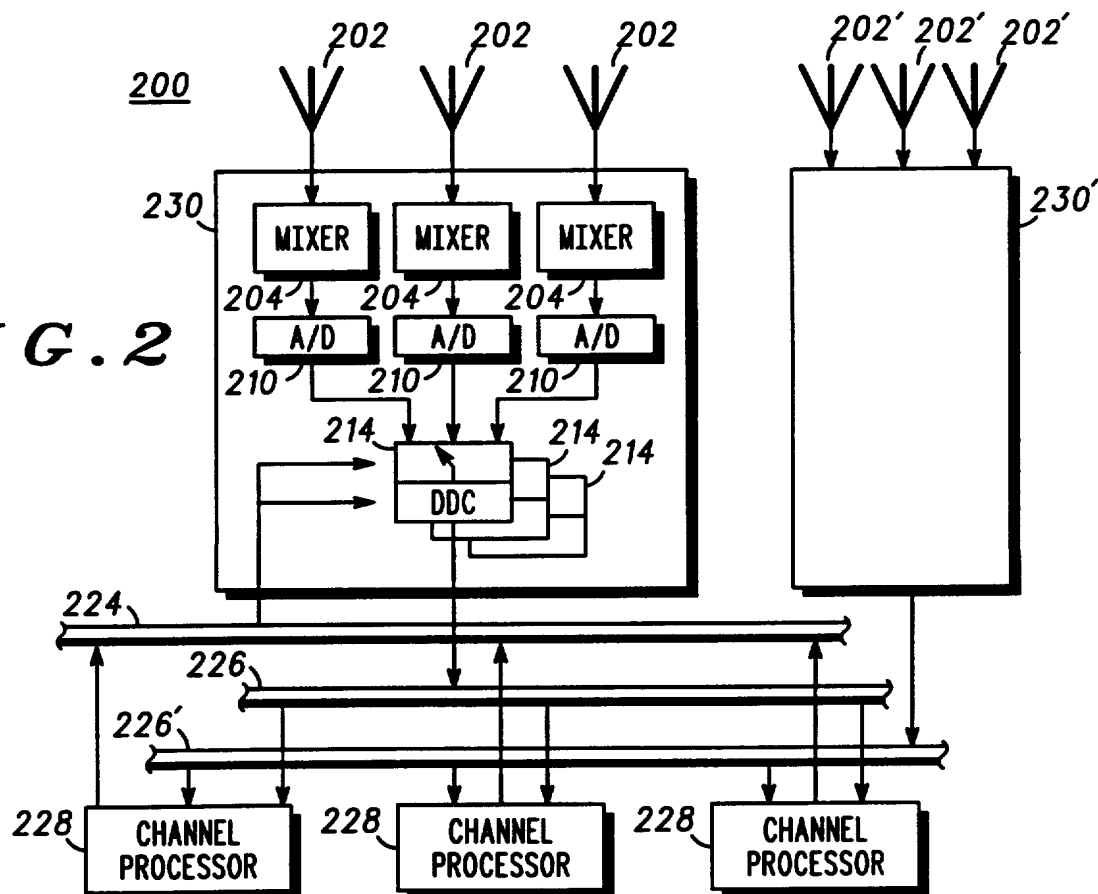 202 202 202 202′ 202′ 202′
200
230 230′
MIXER MIXER MIXER
204 204 204
G.2
A/D A/D A/D
210 210 210
214 214 214
DDC
224
226
226′
228 CHANNEL PROCESSOR 228 CHANNEL PROCESSOR 228 CHANNEL PROCESSOR